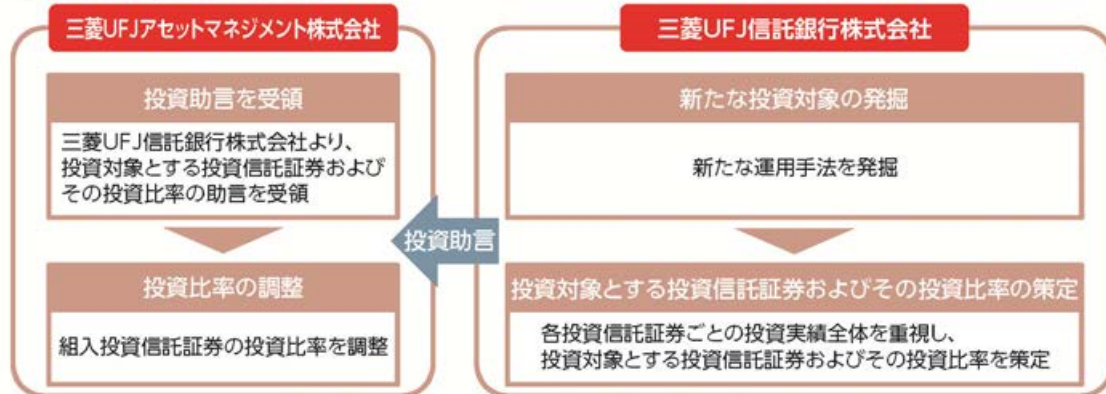 三菱UFJアセットマネジメント株式会社
投資助言を受領
三菱UFJ信託銀行株式会社より、
投資対象とする投資信託証券および
その投資比率の助言を受領
投資比率の調整
組入投資信託証券の投資比率を調整
投資助言
三菱UFJ信託銀行株式会社
新たな投資対象の発掘
新たな運用手法を発掘
投資対象とする投資信託証券およびその投資比率の策定
各投資信託証券ごとの投資実績全体を重視し、
投資対象とする投資信託証券およびその投資比率を策定